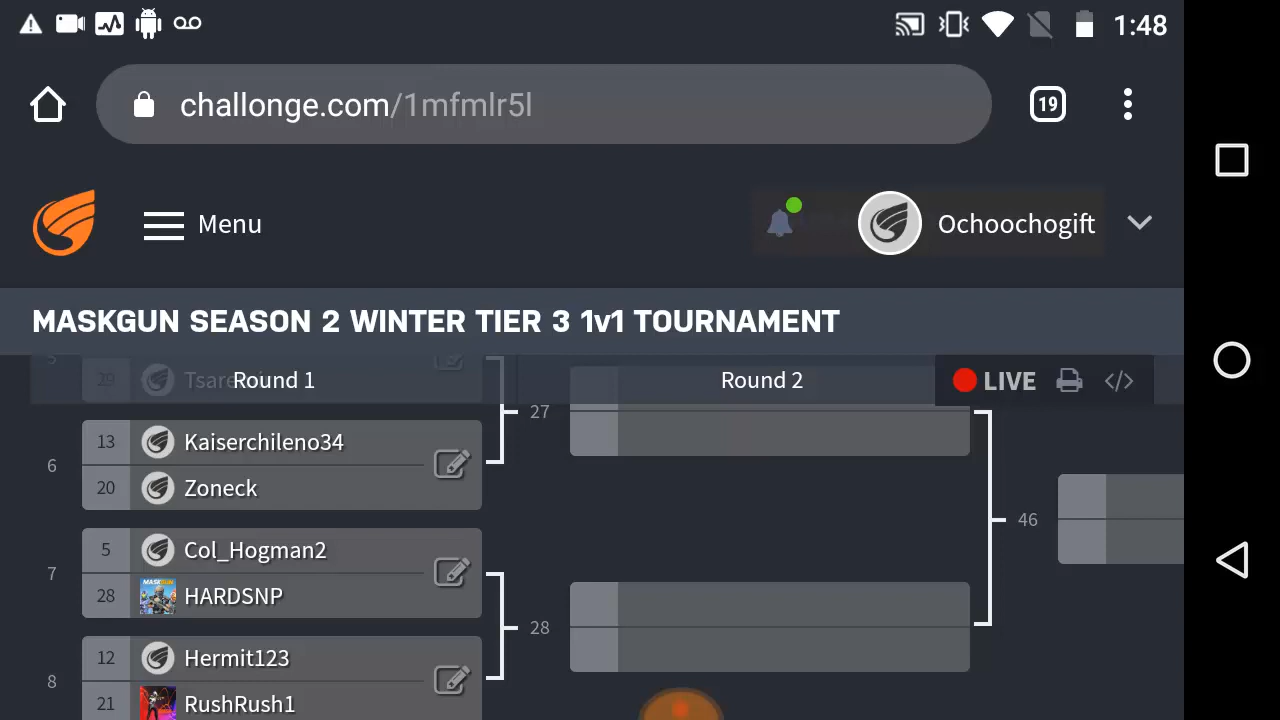 1:48
challonge.com/1mfmlr5l
19
Menu
Ochoochogift
MASKGUN SEASON 2 WINTER TIER 3 1v1 TOURNAMENT
Round 1
Round 2
LIVE
27
6
13 Kaiserchileno34
20 Zoneck
46
7
5 Col_Hogman2
28 HARDSNP
28
8
12 Hermit123
21 RushRush1